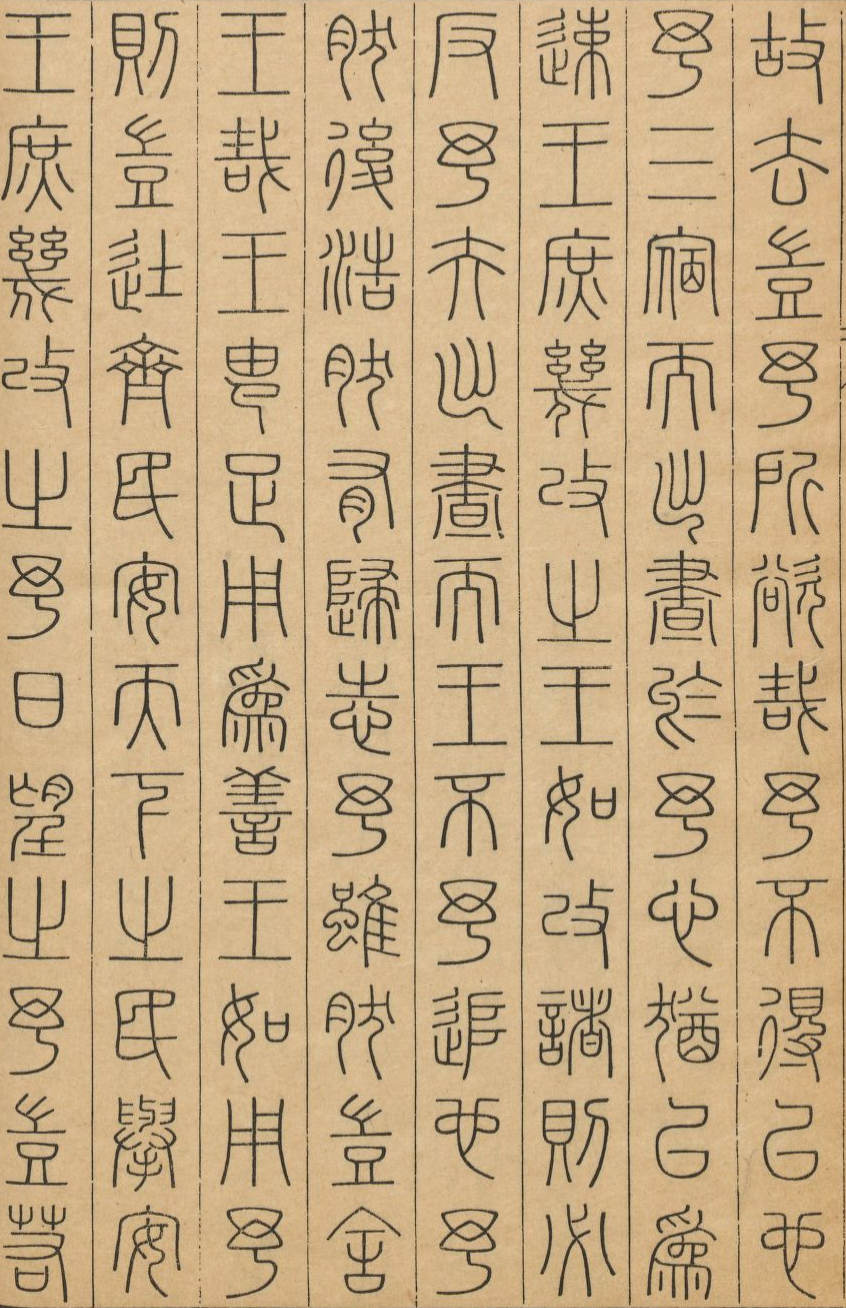 故去豈予所欲哉予不得已也
予三宿而出晝於予心猶以為
速王庶幾改之王如改諸則必
反予夫出晝而王不予追也予
然後浩然有歸志予雖然豈舍
王哉王由足用為善王如用予
則豈徒齊民安天下之民舉安
王庶幾改之予日望之予豈若